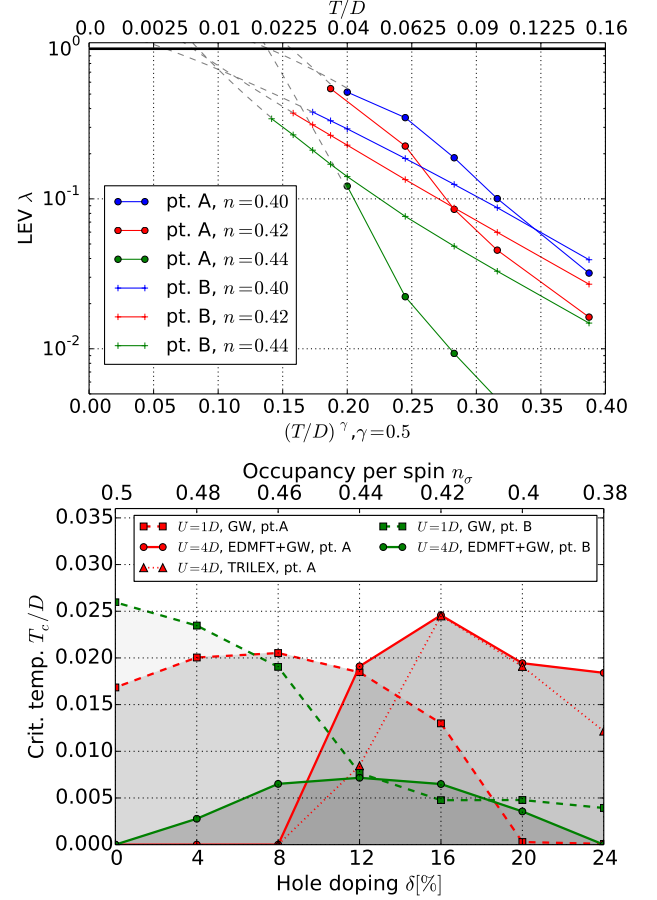 T/D
0.0 0.0025 0.01 0.0225 0.04 0.0625 0.09 0.1225 0.16
10^0
10^-1
10^-2
LEV λ
pt. A, n=0.40
pt. A, n=0.42
pt. A, n=0.44
pt. B, n=0.40
pt. B, n=0.42
pt. B, n=0.44
0.00 0.05 0.10 0.15 0.20 0.25 0.30 0.35 0.40
(T/D)^γ, γ=0.5
Occupancy per spin n_σ
0.5 0.48 0.46 0.44 0.42 0.4 0.38
U=1D, GW, pt.A
U=4D, EDMFT+GW, pt. A
U=4D, TRILEX, pt. A
U=1D, GW, pt. B
U=4D, EDMFT+GW, pt. B
0.035
0.030
0.025
0.020
0.015
0.010
0.005
0.000
Crit. temp. T_c/D
0 4 8 12 16 20 24
Hole doping δ[%]